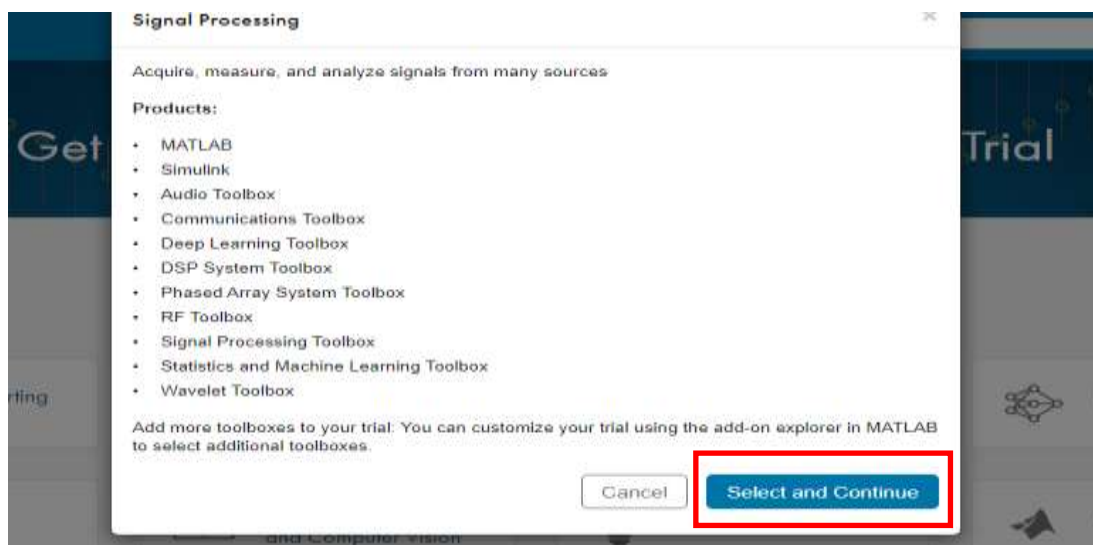 Signal Processing
×
Acquire, measure, and analyze signals from many sources
Products:
• MATLAB
• Simulink
• Audio Toolbox
• Communications Toolbox
• Deep Learning Toolbox
• DSP System Toolbox
• Phased Array System Toolbox
• RF Toolbox
• Signal Processing Toolbox
• Statistics and Machine Learning Toolbox
• Wavelet Toolbox
Add more toolboxes to your trial: You can customize your trial using the add-on explorer in MATLAB
to select additional toolboxes.
Cancel
Select and Continue
Get
Trial
rting
and Computer Vision